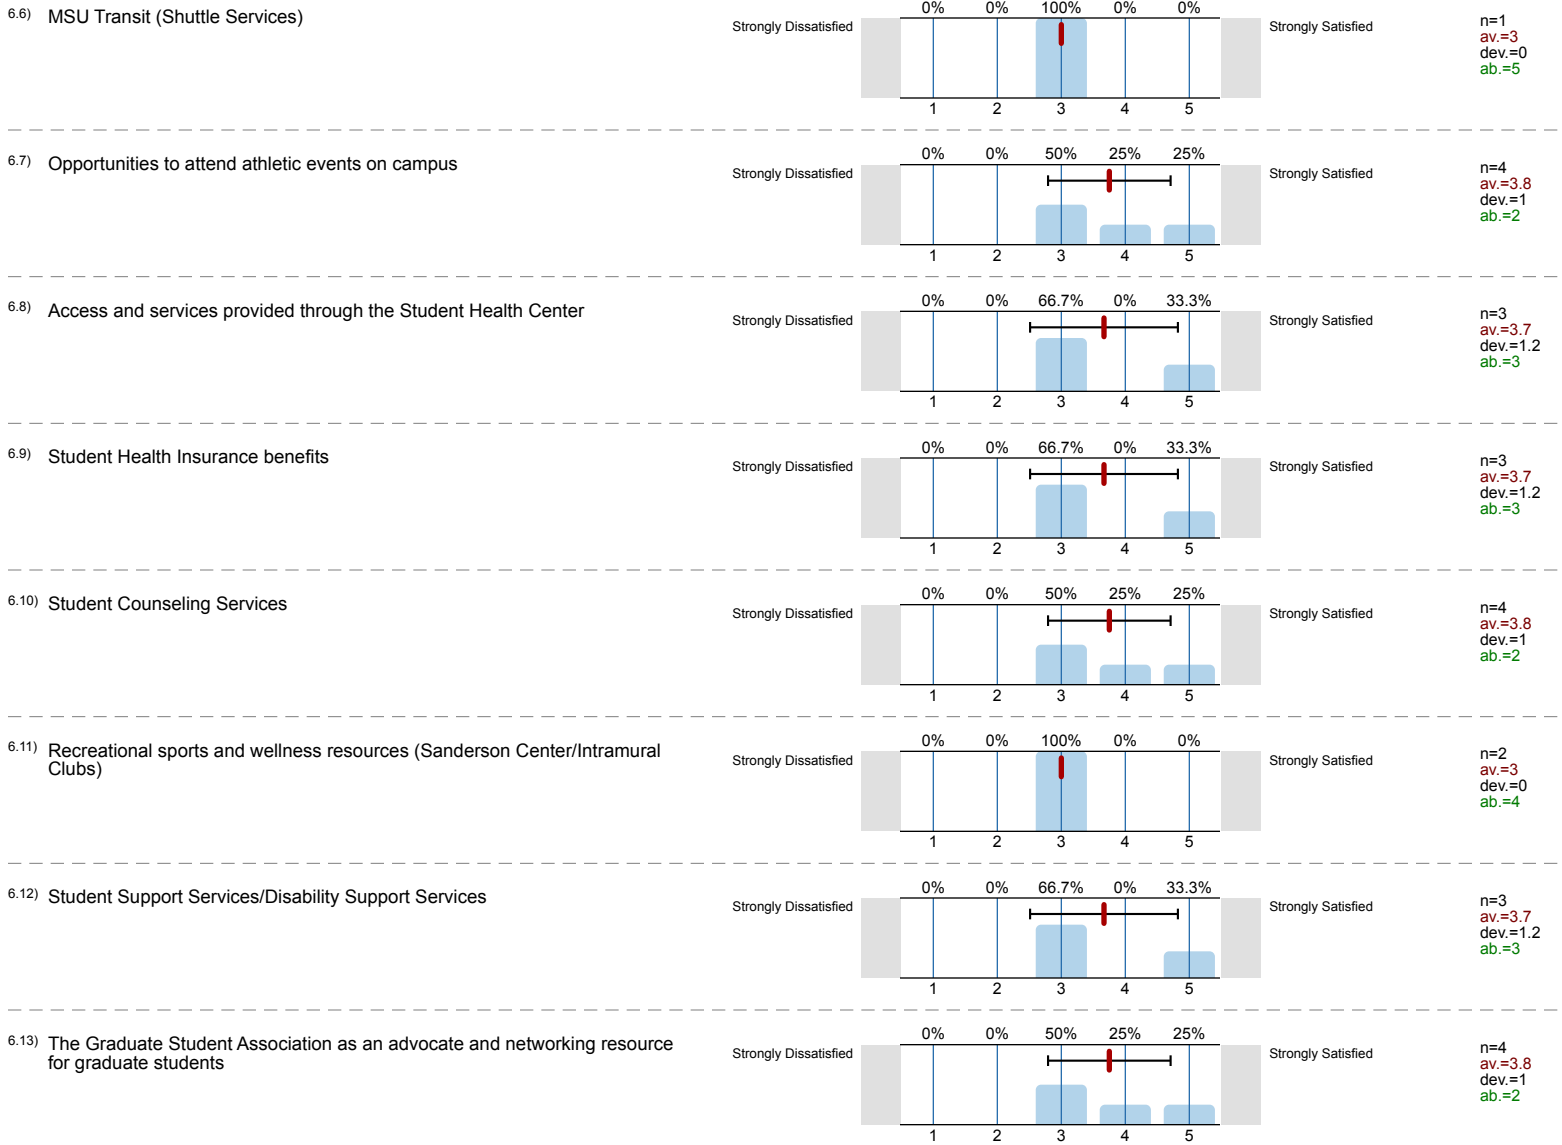 6.6) MSU Transit (Shuttle Services)
0% 0% 100% 0% 0%
Strongly Dissatisfied Strongly Satisfied
1 2 3 4 5
n=1
av.=3
dev.=0
ab.=5
6.7) Opportunities to attend athletic events on campus
0% 0% 50% 25% 25%
Strongly Dissatisfied Strongly Satisfied
1 2 3 4 5
n=4
av.=3.8
dev.=1
ab.=2
6.8) Access and services provided through the Student Health Center
0% 0% 66.7% 0% 33.3%
Strongly Dissatisfied Strongly Satisfied
1 2 3 4 5
n=3
av.=3.7
dev.=1.2
ab.=3
6.9) Student Health Insurance benefits
0% 0% 66.7% 0% 33.3%
Strongly Dissatisfied Strongly Satisfied
1 2 3 4 5
n=3
av.=3.7
dev.=1.2
ab.=3
6.10) Student Counseling Services
0% 0% 50% 25% 25%
Strongly Dissatisfied Strongly Satisfied
1 2 3 4 5
n=4
av.=3.8
dev.=1
ab.=2
6.11) Recreational sports and wellness resources (Sanderson Center/Intramural
Clubs)
0% 0% 100% 0% 0%
Strongly Dissatisfied Strongly Satisfied
1 2 3 4 5
n=2
av.=3
dev.=0
ab.=4
6.12) Student Support Services/Disability Support Services
0% 0% 66.7% 0% 33.3%
Strongly Dissatisfied Strongly Satisfied
1 2 3 4 5
n=3
av.=3.7
dev.=1.2
ab.=3
6.13) The Graduate Student Association as an advocate and networking resource
for graduate students
0% 0% 50% 25% 25%
Strongly Dissatisfied Strongly Satisfied
1 2 3 4 5
n=4
av.=3.8
dev.=1
ab.=2